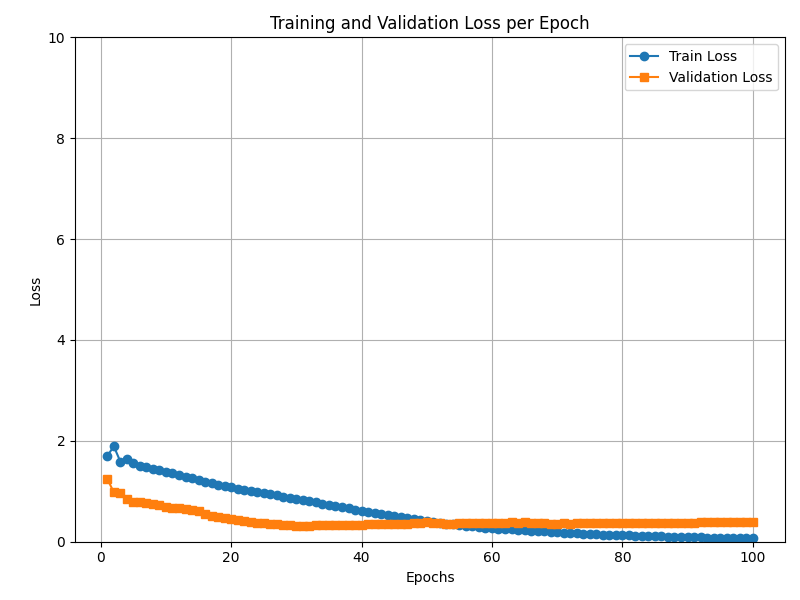 Training and Validation Loss per Epoch
10
8
6
4
2
0
Loss
Train Loss
Validation Loss
0 20 40 60 80 100
Epochs